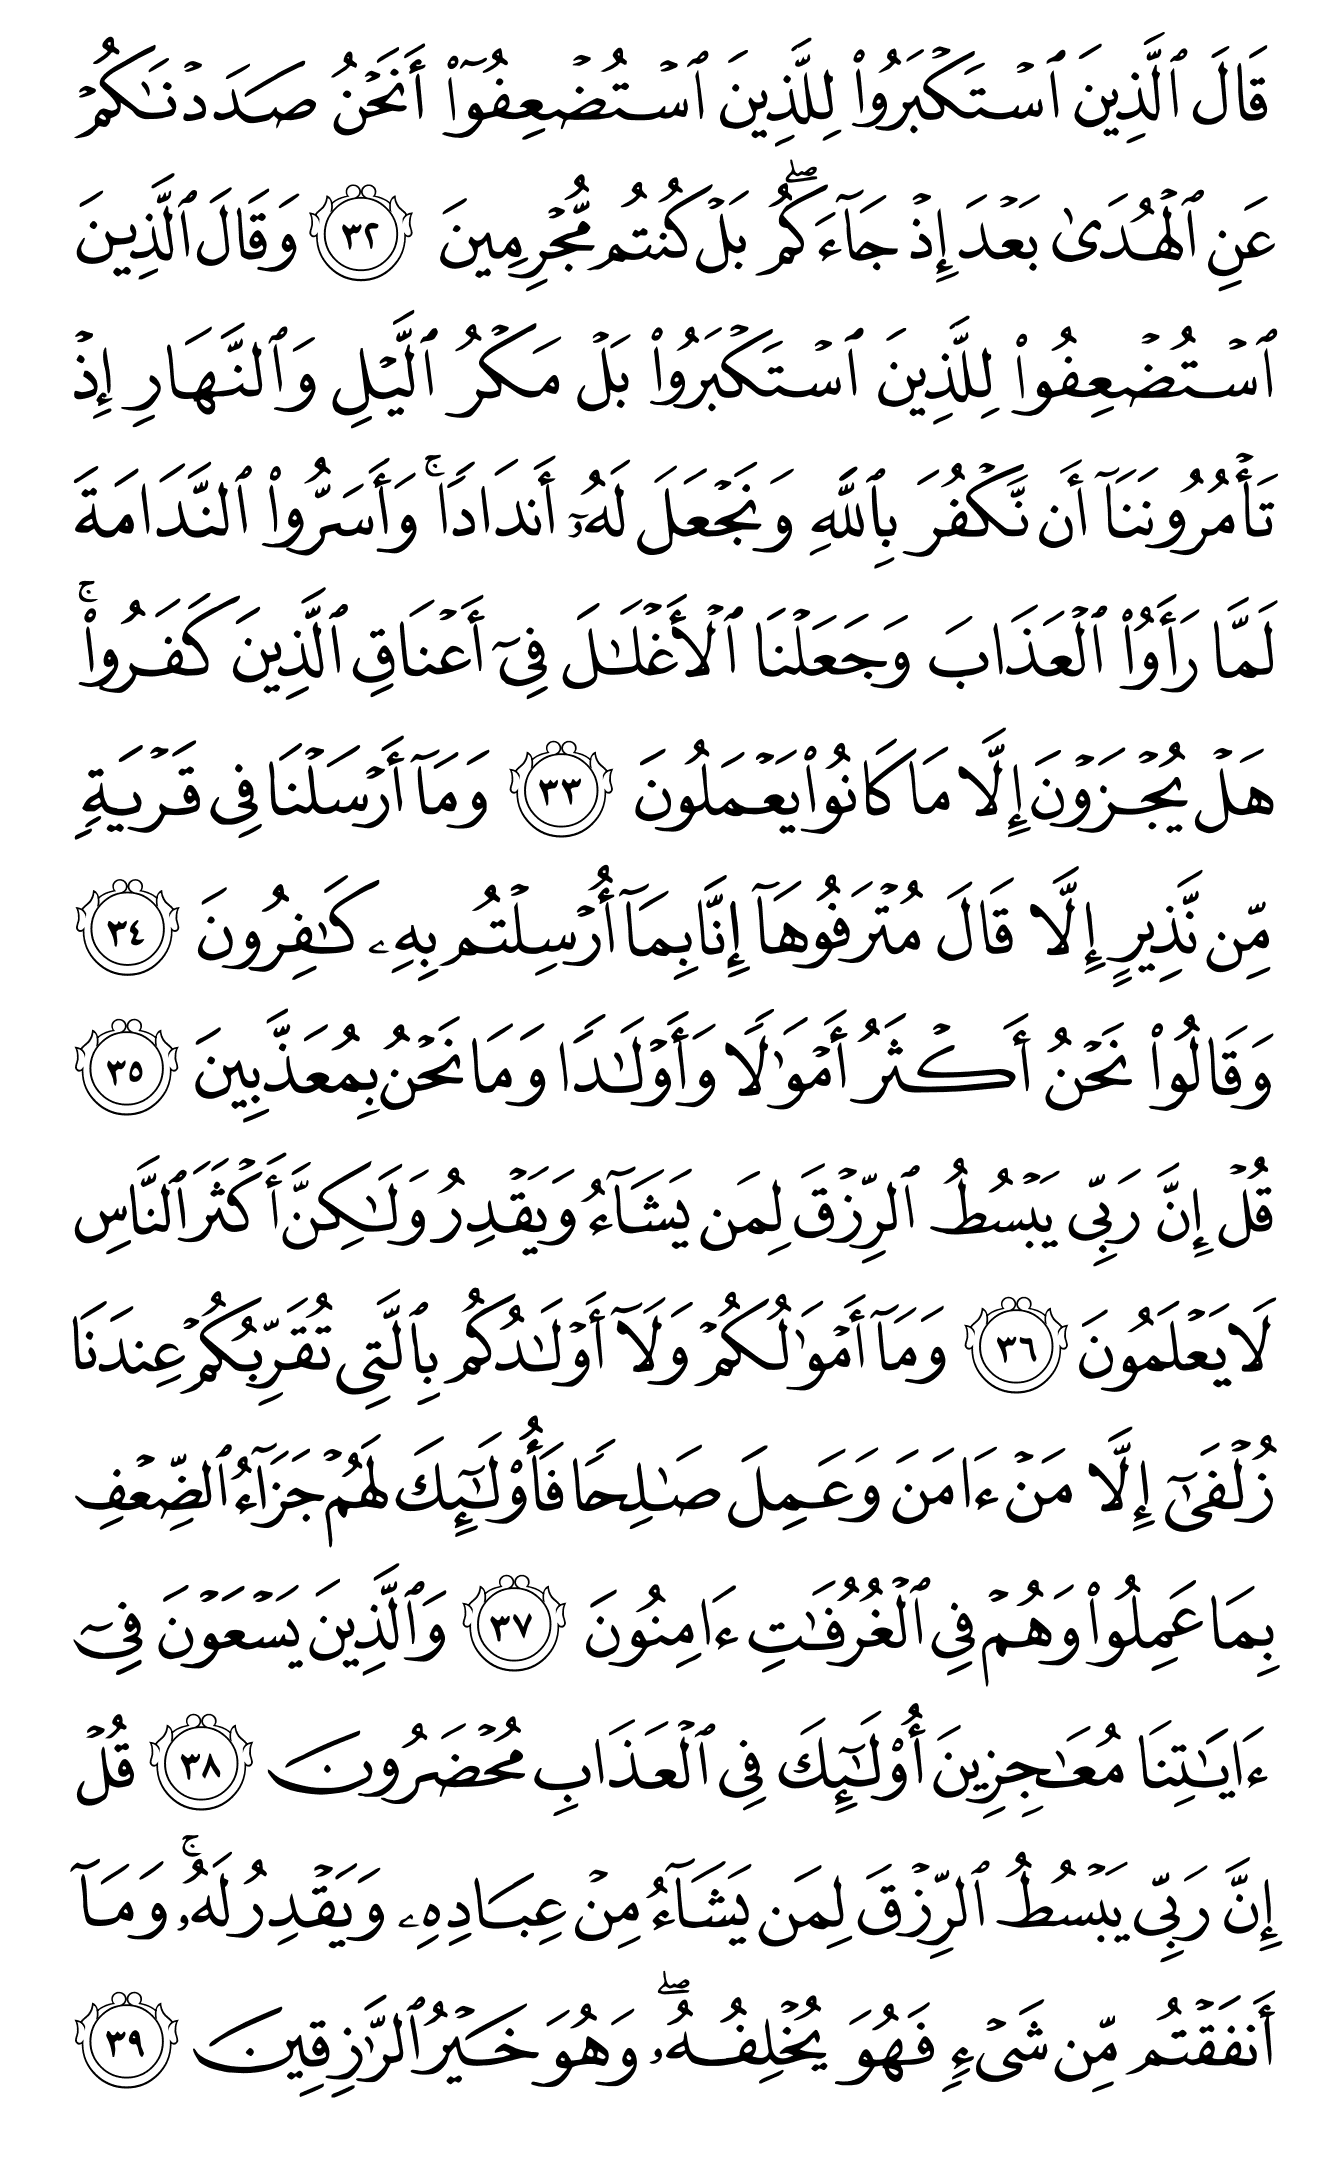 قَالَ ٱلَّذِينَ ٱسۡتَكۡبَرُواْ لِلَّذِينَ ٱسۡتُضۡعِفُوٓاْ أَنَحۡنُ صَدَدۡنَٰكُمۡ
عَنِ ٱلۡهُدَىٰ بَعۡدَ إِذۡ جَآءَكُمۖ بَلۡ كُنتُم مُّجۡرِمِينَ ٣٢ وَقَالَ ٱلَّذِينَ
ٱسۡتُضۡعِفُواْ لِلَّذِينَ ٱسۡتَكۡبَرُواْ بَلۡ مَكۡرُ ٱلَّيۡلِ وَٱلنَّهَارِ إِذۡ
تَأۡمُرُونَنَآ أَن نَّكۡفُرَ بِٱللَّهِ وَنَجۡعَلَ لَهُۥٓ أَندَادٗاۚ وَأَسَرُّواْ ٱلنَّدَامَةَ
لَمَّا رَأَوُاْ ٱلۡعَذَابَ وَجَعَلۡنَا ٱلۡأَغۡلَٰلَ فِيٓ أَعۡنَاقِ ٱلَّذِينَ كَفَرُواْۚ
هَلۡ يُجۡزَوۡنَ إِلَّا مَا كَانُواْ يَعۡمَلُونَ ٣٣ وَمَآ أَرۡسَلۡنَا فِي قَرۡيَةٖ
مِّن نَّذِيرٍ إِلَّا قَالَ مُتۡرَفُوهَآ إِنَّا بِمَآ أُرۡسِلۡتُم بِهِۦ كَٰفِرُونَ ٣٤
وَقَالُواْ نَحۡنُ أَكۡثَرُ أَمۡوَٰلٗا وَأَوۡلَٰدٗا وَمَا نَحۡنُ بِمُعَذَّبِينَ ٣٥
قُلۡ إِنَّ رَبِّي يَبۡسُطُ ٱلرِّزۡقَ لِمَن يَشَآءُ وَيَقۡدِرُ وَلَٰكِنَّ أَكۡثَرَ ٱلنَّاسِ
لَا يَعۡلَمُونَ ٣٦ وَمَآ أَمۡوَٰلُكُمۡ وَلَآ أَوۡلَٰدُكُم بِٱلَّتِي تُقَرِّبُكُمۡ عِندَنَا
زُلۡفَىٰٓ إِلَّا مَنۡ ءَامَنَ وَعَمِلَ صَٰلِحٗا فَأُوْلَٰٓئِكَ لَهُمۡ جَزَآءُ ٱلضِّعۡفِ
بِمَا عَمِلُواْ وَهُمۡ فِي ٱلۡغُرُفَٰتِ ءَامِنُونَ ٣٧ وَٱلَّذِينَ يَسۡعَوۡنَ فِيٓ
ءَايَٰتِنَا مُعَٰجِزِينَ أُوْلَٰٓئِكَ فِي ٱلۡعَذَابِ مُحۡضَرُونَ ٣٨ قُلۡ
إِنَّ رَبِّي يَبۡسُطُ ٱلرِّزۡقَ لِمَن يَشَآءُ مِنۡ عِبَادِهِۦ وَيَقۡدِرُ لَهُۥۚ وَمَآ
أَنفَقۡتُم مِّن شَيۡءٖ فَهُوَ يُخۡلِفُهُۥۖ وَهُوَ خَيۡرُ ٱلرَّٰزِقِينَ ٣٩